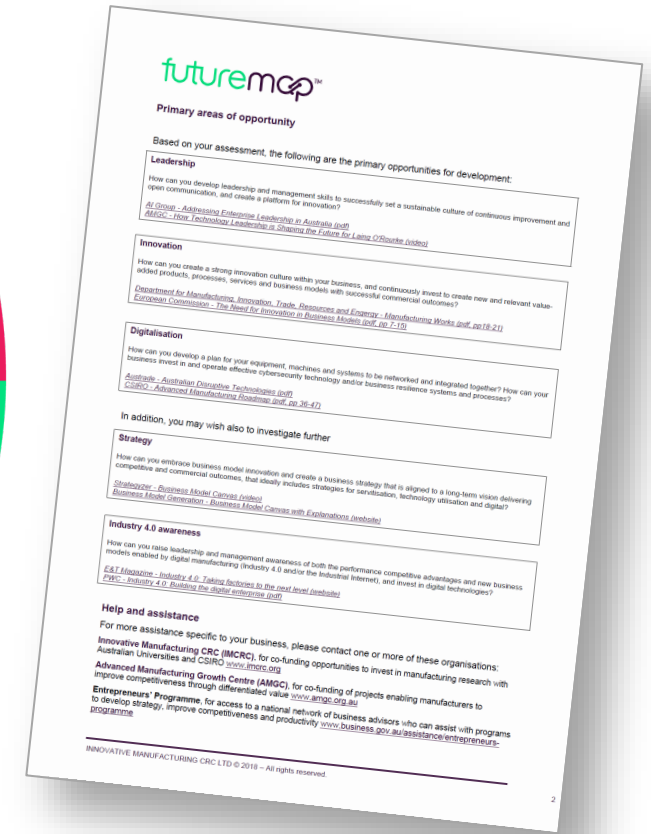 futuremap™
Primary areas of opportunity
Based on your assessment, the following are the primary opportunities for development:
Leadership
How can you develop leadership and management skills to successfully set a sustainable culture of continuous improvement and
open communication, and create a platform for innovation?
AI Group - Addressing Enterprise Leadership in Australia (pdf)
AMGC - How Technology Leadership is Shaping the Future for Laing O'Rourke (video)
Innovation
How can you create a strong innovation culture within your business, and continuously invest to create new and relevant value-
added products, processes, services and business models with successful commercial outcomes?
Department for Manufacturing, Innovation, Trade, Resources and Engergy - Manufacturing Works (pdf, pp18-21)
European Commission - The Need for Innovation in Business Models (pdf, pp 7-15)
Digitalisation
How can you develop a plan for your equipment, machines and systems to be networked and integrated together? How can your
business invest in and operate effective cybersecurity technology and/or business resilience systems and processes?
Austrade - Australian Disruptive Technologies (pdf)
CSIRO - Advanced Manufacturing Roadmap (pdf, pp 36-47)
In addition, you may wish also to investigate further
Strategy
How can you embrace business model innovation and create a business strategy that is aligned to a long-term vision delivering
competitive and commercial outcomes, that ideally includes strategies for servitisation, technology utilisation and digital?
Strategyzer - Business Model Canvas (video)
Business Model Generation - Business Model Canvas with Explanations (website)
Industry 4.0 awareness
How can you raise leadership and management awareness of both the performance competitive advantages and new business
models enabled by digital manufacturing (Industry 4.0 and/or the Industrial Internet), and invest in digital technologies?
E&T Magazine - Industry 4.0: Taking factories to the next level (website)
PWC - Industry 4.0: Building the digital enterprise (pdf)
Help and assistance
For more assistance specific to your business, please contact one or more of these organisations:
Innovative Manufacturing CRC (IMCRC), for co-funding opportunities to invest in manufacturing research with
Australian Universities and CSIRO www.imcrc.org
Advanced Manufacturing Growth Centre (AMGC), for co-funding of projects enabling manufacturers to
improve competitiveness through differentiated value www.amgc.org.au
Entrepreneurs' Programme, for access to a national network of business advisors who can assist with programs
to develop strategy, improve competitiveness and productivity www.business.gov.au/assistance/entrepreneurs-
programme
INNOVATIVE MANUFACTURING CRC LTD © 2018 – All rights reserved.
2